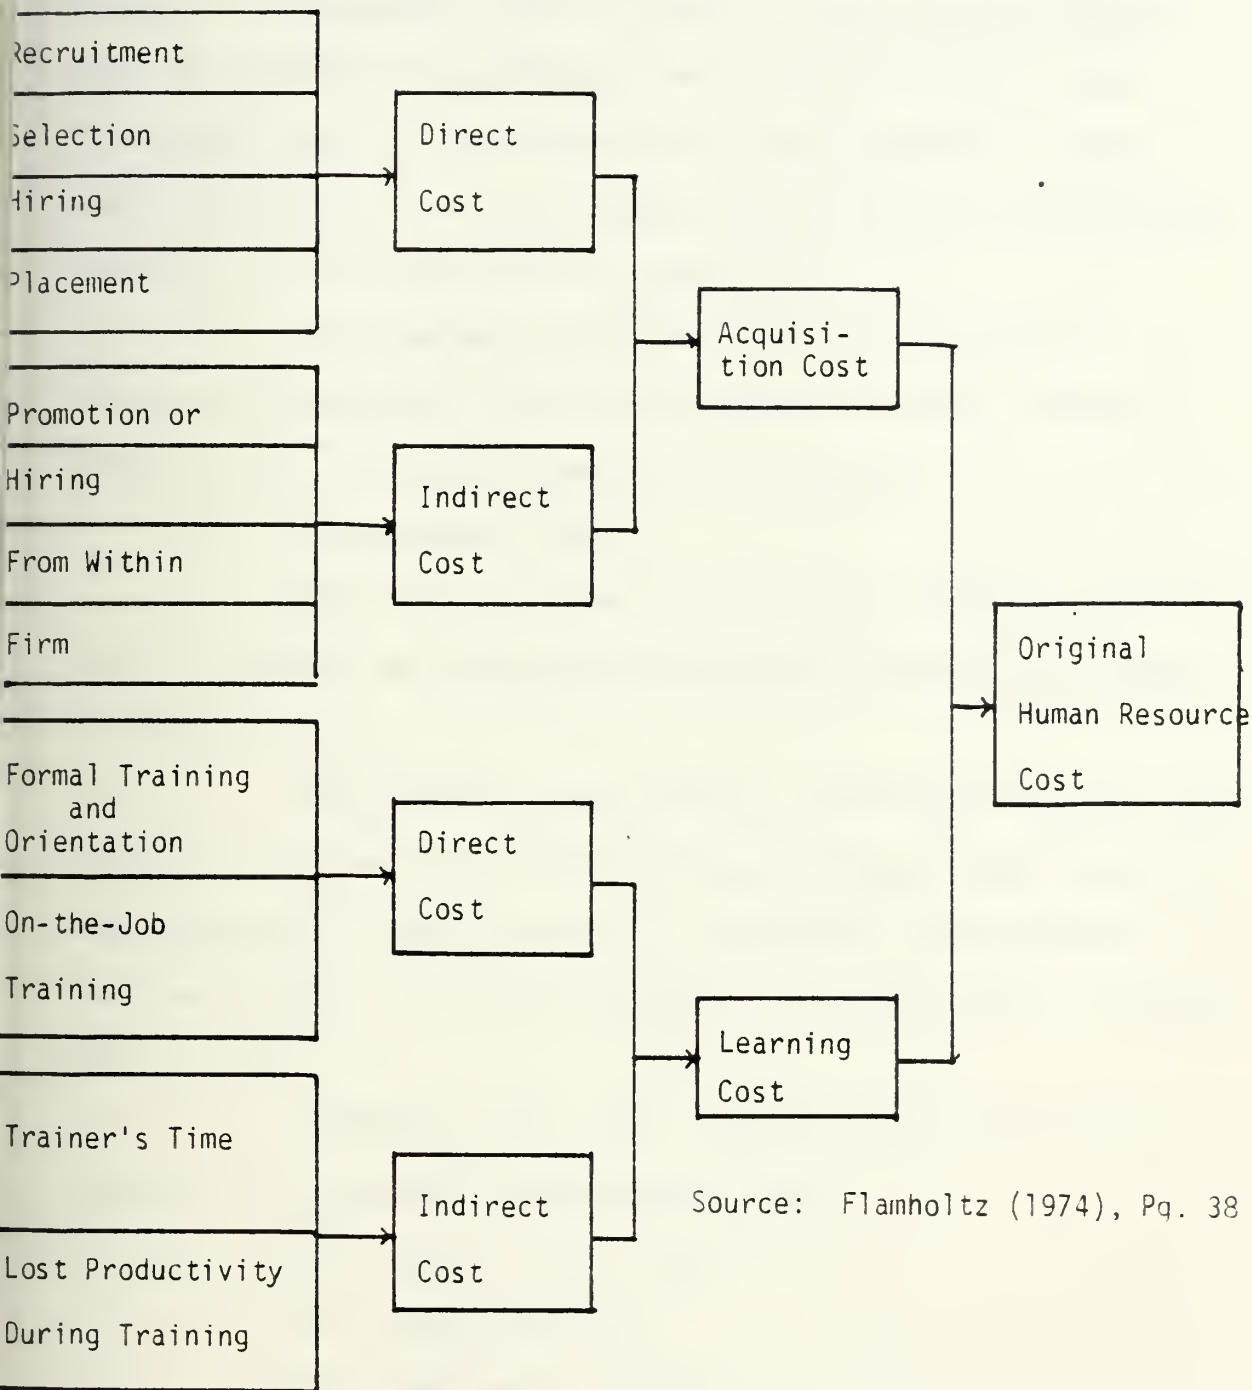 Recruitment
Selection
Hiring
Placement
Direct
Cost
Acquisi-
tion Cost
Promotion or
Hiring
From Within
Firm
Indirect
Cost
Original
Human Resource
Cost
Formal Training
and
Orientation
On-the-Job
Training
Direct
Cost
Learning
Cost
Trainer's Time
Lost Productivity
During Training
Indirect
Cost
Source: Flamholtz (1974), Pg. 38